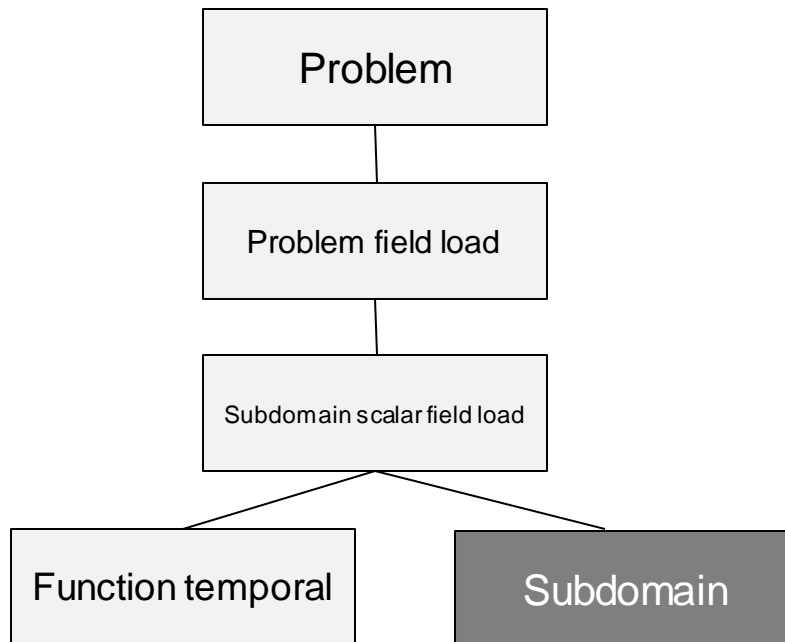 Problem
Problem field load
Subdomain scalar field load
Function temporal
Subdomain